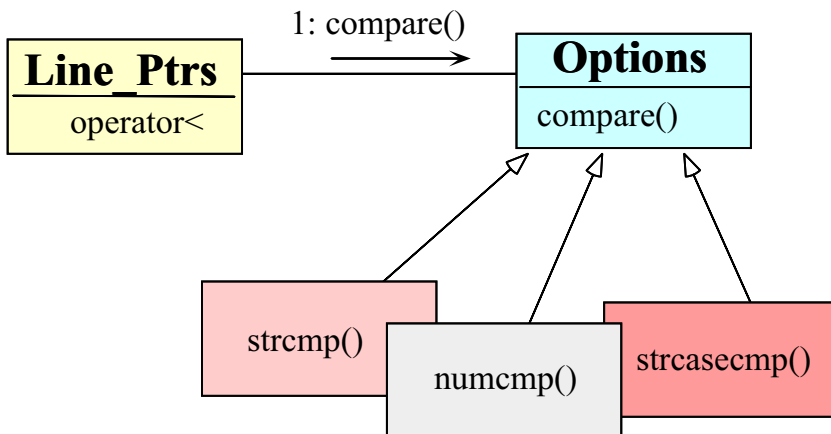 1: compare()
Line_Ptrs
operator<
Options
compare()
strcmp()
numcmp()
strcasecmp()